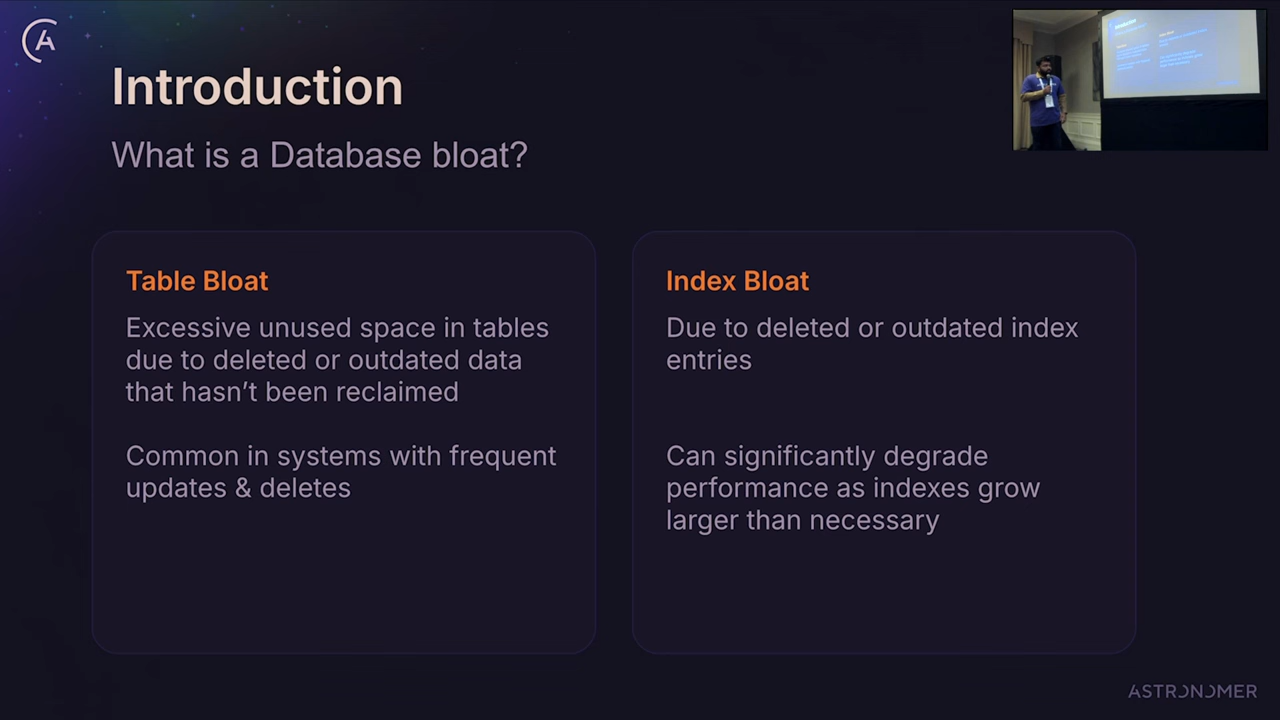 Introduction
What is a Database bloat?
Table Bloat
Excessive unused space in tables
due to deleted or outdated data
that hasn’t been reclaimed
Common in systems with frequent
updates & deletes
Index Bloat
Due to deleted or outdated index
entries
Can significantly degrade
performance as indexes grow
larger than necessary
ASTRONOMER